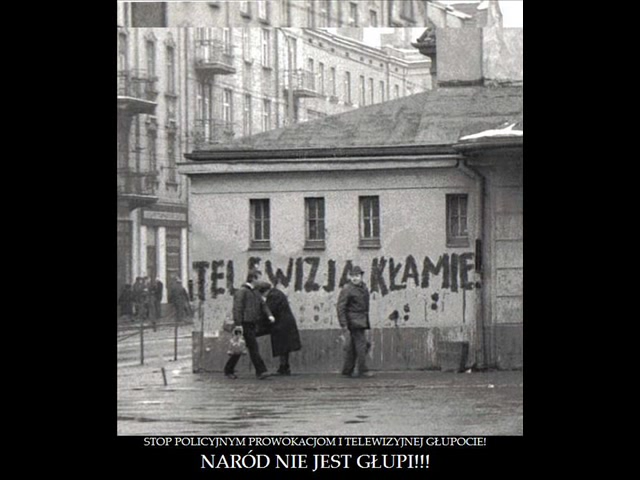 TELEWIZJA KŁAMIE!
STOP POLICYJNYM PROWOKACJOM I TELEWIZYJNEJ GŁUPOCIE!
NARÓD NIE JEST GŁUPI!!!